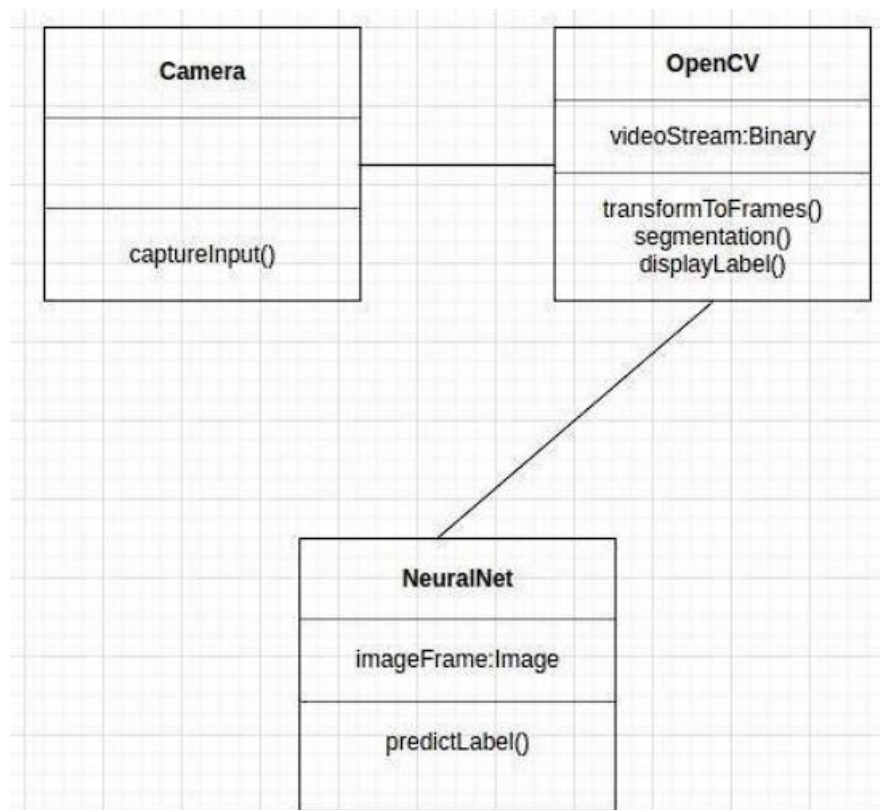 Camera
captureInput()
OpenCV
videoStream:Binary
transformToFrames()
segmentation()
displayLabel()
NeuralNet
imageFrame:Image
predictLabel()